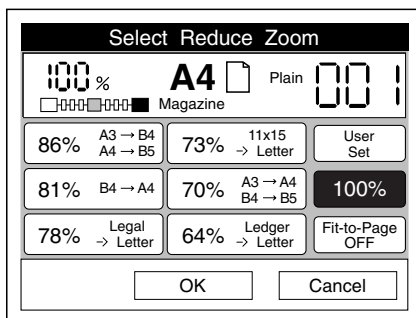 Select Reduce Zoom
100 % A4 Plain 001
Magazine
86% A3 → B4
A4 → B5
73% 11x15
-> Letter
User
Set
81% B4 → A4
70% A3 → A4
B4 → B5
100%
78% Legal
-> Letter
64% Ledger
-> Letter
Fit-to-Page
OFF
OK Cancel